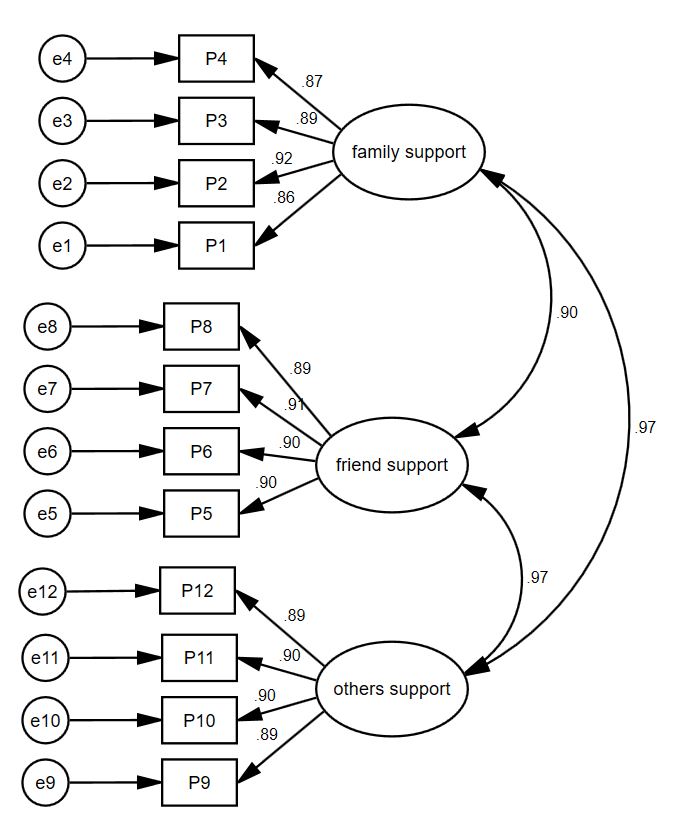 e4 P4 .87
e3 P3 .89
family support
e2 P2 .92
e1 P1 .86
.90
e8 P8 .89
e7 P7 .91
.97
e6 P6 .90
friend support
e5 P5 .90
.97
e12 P12 .89
e11 P11 .90
others support
e10 P10 .90
e9 P9 .89